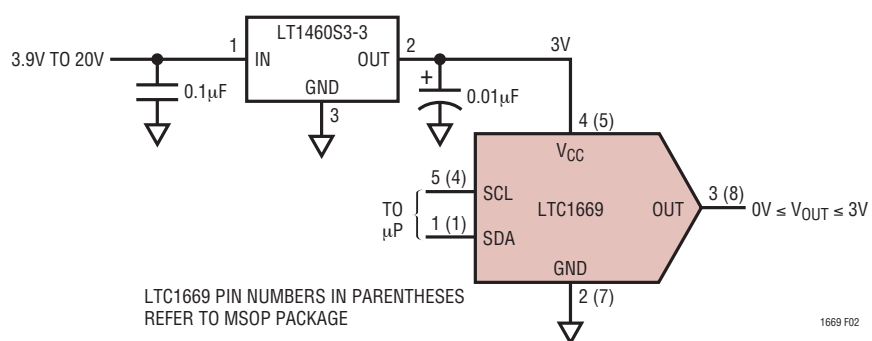 LT1460S3-3
3.9V TO 20V
1
IN
OUT
2
3V
GND
3
0.1µF
+
0.01µF
4 (5)
VCC
5 (4)
SCL
TO
µP
LTC1669
OUT
3 (8)
0V ≤ VOUT ≤ 3V
1 (1)
SDA
GND
2 (7)
LTC1669 PIN NUMBERS IN PARENTHESES
REFER TO MSOP PACKAGE
1669 F02